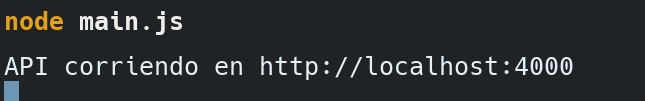 node main.js
API corriendo en http://localhost:4000